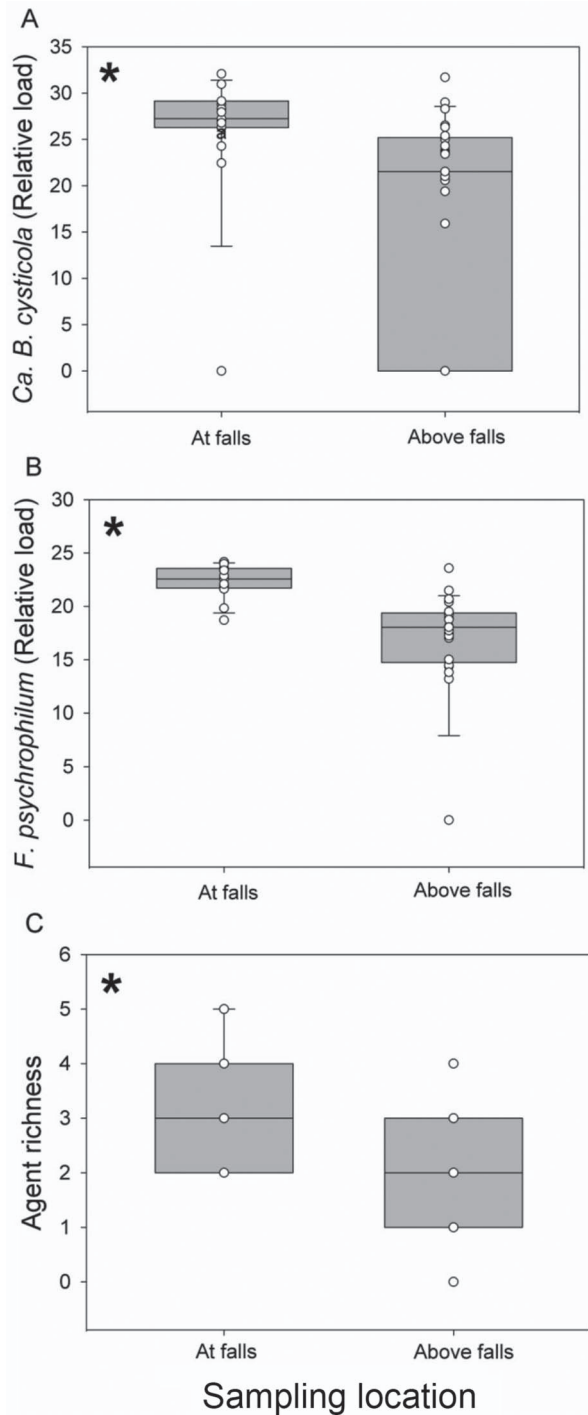 A
Ca. B. cysticola (Relative load)
*
35
30
25
20
15
10
5
0
At falls
Above falls
B
F. psychrophilum (Relative load)
*
30
25
20
15
10
5
0
At falls
Above falls
C
Agent richness
*
6
5
4
3
2
1
0
At falls
Above falls
Sampling location